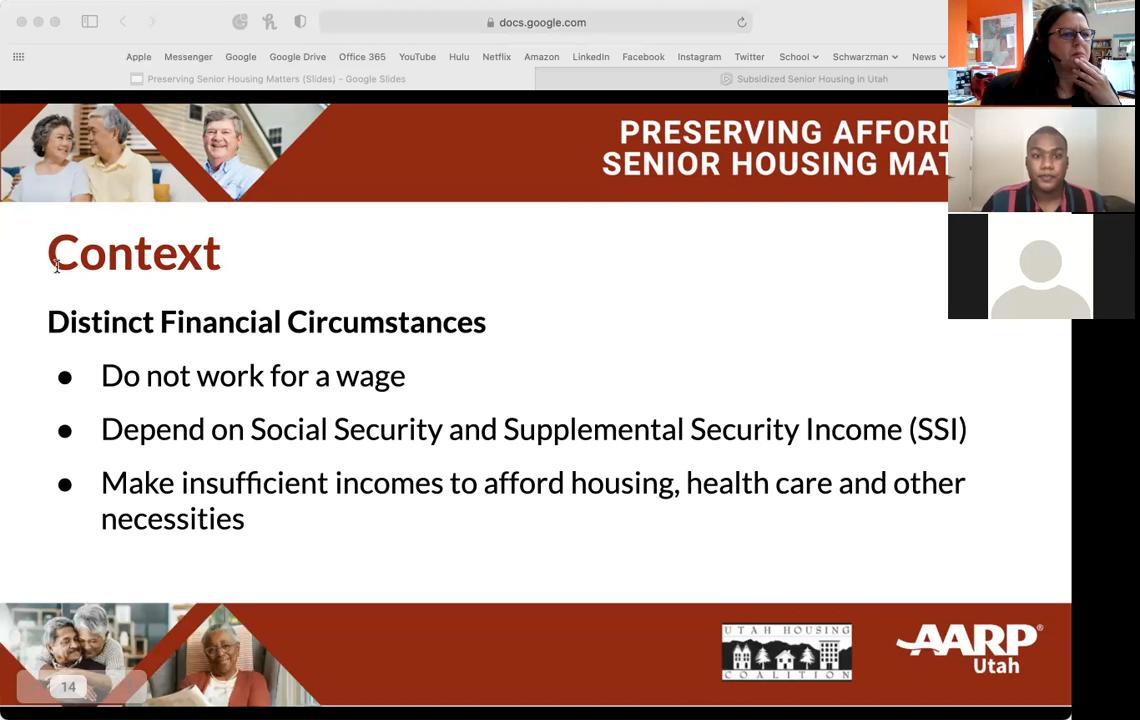 docs.google.com
Apple Messenger Google Google Drive Office 365 YouTube Hulu Netflix Amazon LinkedIn Facebook Instagram Twitter School Schwarzman News
Preserving Senior Housing Matters (Slides) – Google Slides
Subsidized Senior Housing in Utah
PRESERVING AFFORD
SENIOR HOUSING MAT
Context
Distinct Financial Circumstances
● Do not work for a wage
● Depend on Social Security and Supplemental Security Income (SSI)
● Make insufficient incomes to afford housing, health care and other
necessities
UTAH HOUSING
COALITION
AARP®
Utah
14